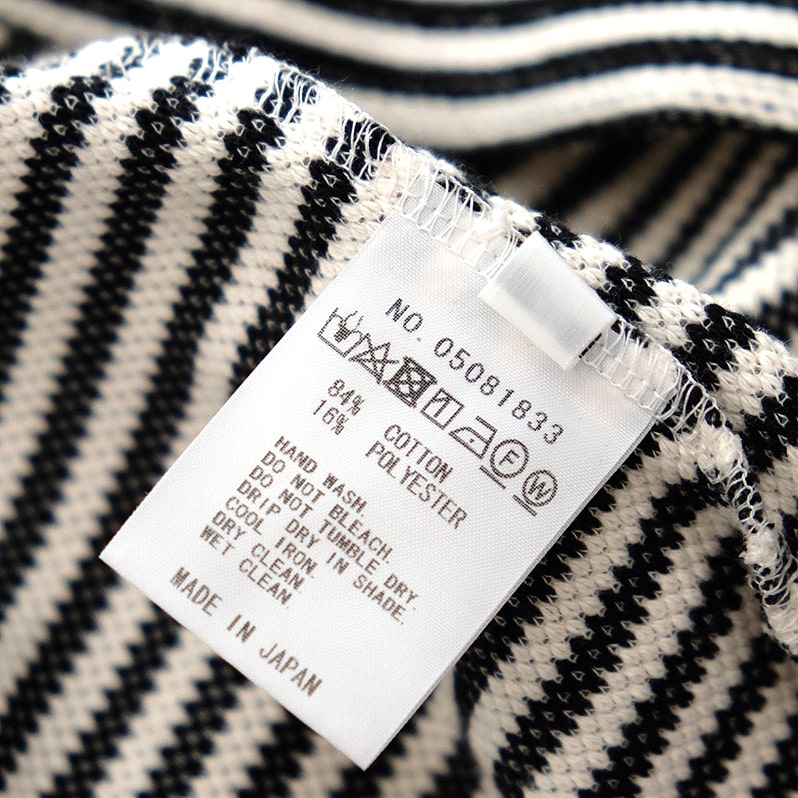 NO. 05081833
F W
84% COTTON
16% POLYESTER
HAND WASH.
DO NOT BLEACH.
DO NOT TUMBLE DRY.
DRIP DRY IN SHADE.
COOL IRON.
DRY CLEAN.
WET CLEAN.
MADE IN JAPAN